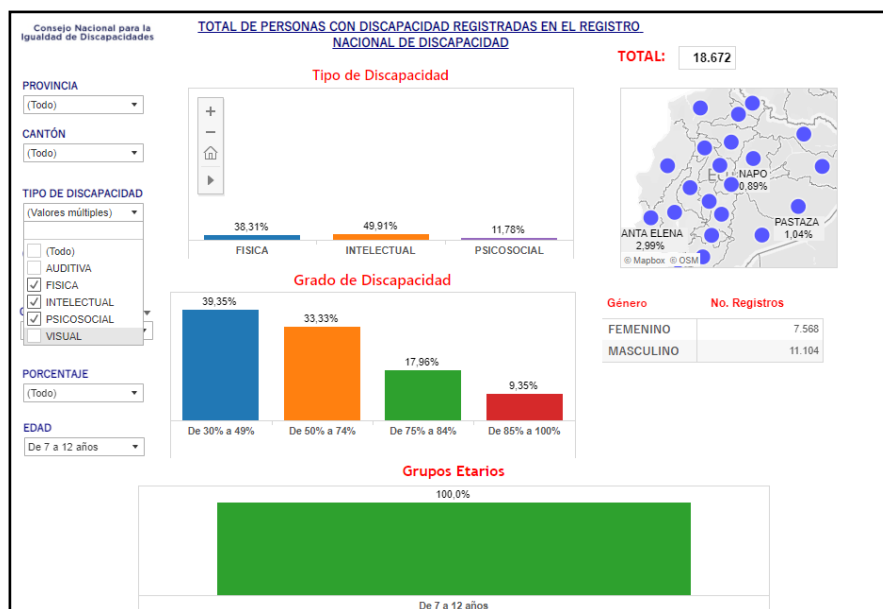 Consejo Nacional para la
Igualdad de Discapacidades
TOTAL DE PERSONAS CON DISCAPACIDAD REGISTRADAS EN EL REGISTRO
NACIONAL DE DISCAPACIDAD
TOTAL: 18.672
PROVINCIA
(Todo)
CANTÓN
(Todo)
TIPO DE DISCAPACIDAD
(Valores múltiples)
(Todo)
AUDITIVA
FISICA
INTELECTUAL
PSICOSOCIAL
VISUAL
PORCENTAJE
(Todo)
EDAD
De 7 a 12 años
Tipo de Discapacidad
38,31% 49,91% 11,78%
FISICA INTELECTUAL PSICOSOCIAL
Grado de Discapacidad
39,35%
33,33%
17,96%
9,35%
De 30% a 49% De 50% a 74% De 75% a 84% De 85% a 100%
NAPO
0,89%
PASTAZA
1,04%
ANTA ELENA
2,99%
© Mapbox © OSM
Género No. Registros
FEMENINO 7.568
MASCULINO 11.104
Grupos Etarios
100,0%
De 7 a 12 años